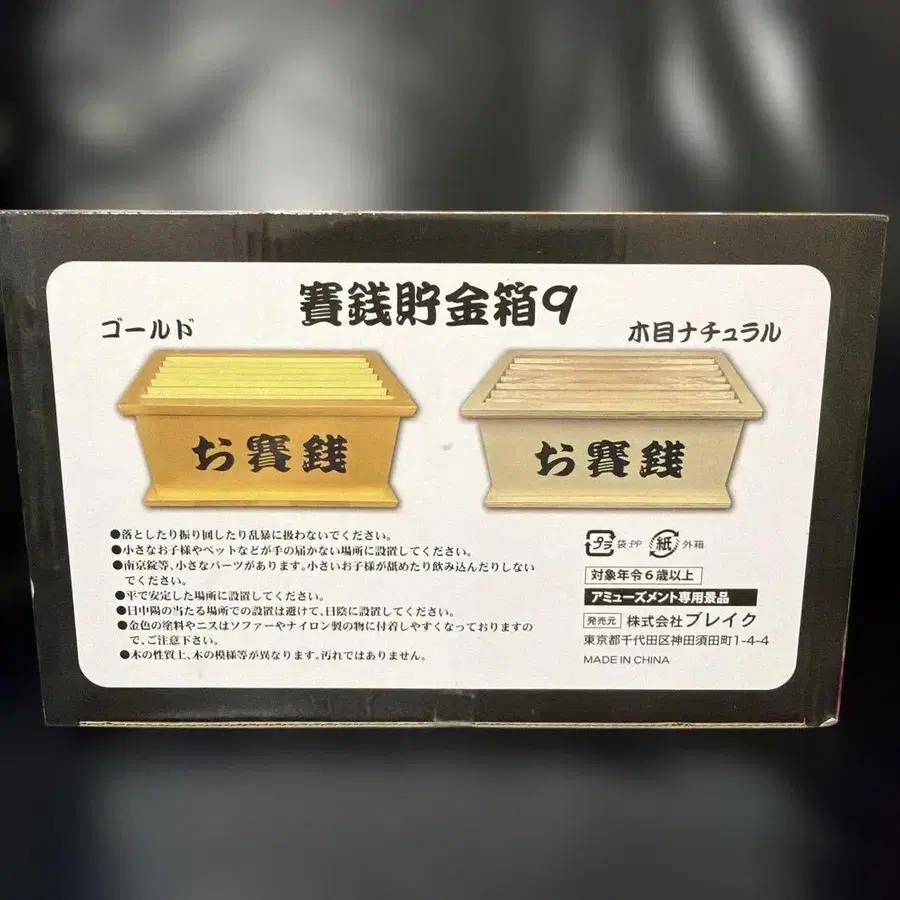 賽銭貯金箱9
ゴールド
木目ナチュラル
お賽銭
お賽銭
●落としたり振り回したり乱暴に扱わないでください。
●小さなお子様やペットなどが手の届かない場所に設置してください。
●南京錠等、小さなパーツがあります。小さいお子様が舐めたり飲み込んだりしない
でください。
●平で安定した場所に設置してください。
●日中陽の当たる場所での設置は避けて、日陰に設置してください。
●金色の塗料やニスはソファーやナイロン製の物に付着しやすくなっておりますの
で、ご注意下さい。
●木の性質上、木の模様等が異なります。汚れではありません。
プラ 袋:PP 紙 外箱
対象年令6歳以上
アミューズメント専用景品
発売元 株式会社ブレイク
東京都千代田区神田須田町1-4-4
MADE IN CHINA